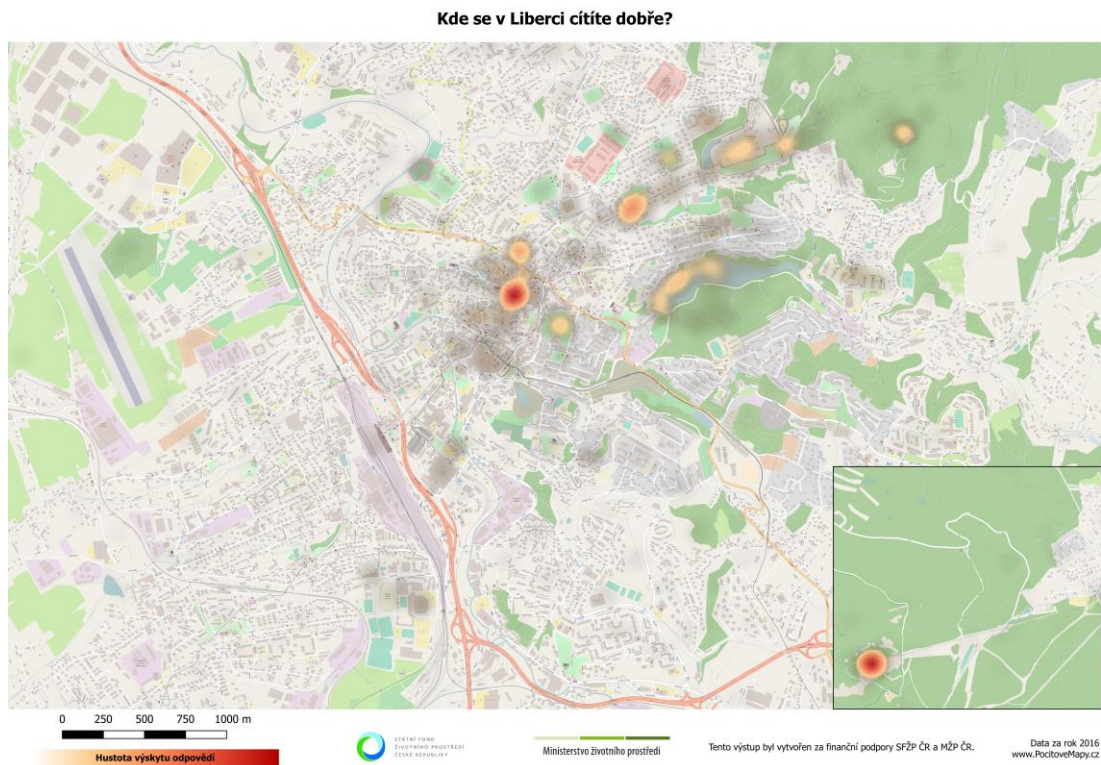 Kde se v Liberci cítíte dobře?
0 250 500 750 1000 m
Hustota výskytu odpovědí
STÁTNÍ FOND
ŽIVOTNÍHO PROSTŘEDÍ
ČESKÉ REPUBLIKY
Ministerstvo životního prostředí
Tento výstup byl vytvořen za finanční podpory SFŽP ČR a MŽP ČR.
Data za rok 2016
www.PocitoveMapy.cz